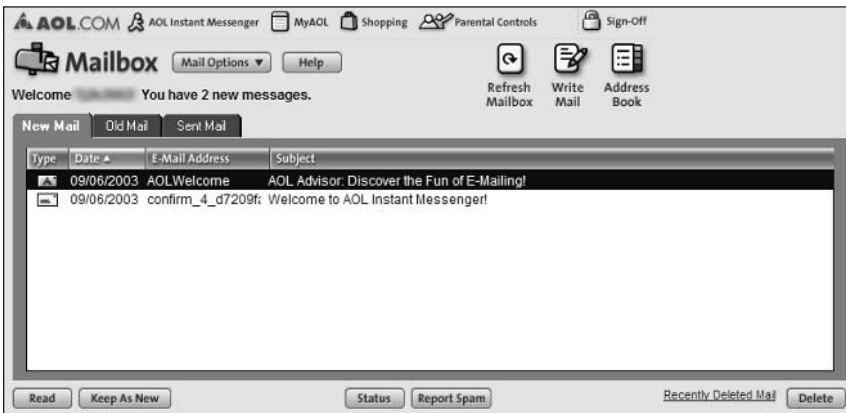 AOL.COM AOL Instant Messenger MyAOL Shopping Parental Controls Sign-Off
Mailbox Mail Options Help
Refresh Mailbox
Write Mail
Address Book
Welcome You have 2 new messages.
New Mail Old Mail Sent Mail
Type Date E-Mail Address Subject
09/06/2003 AOLWelcome AOL Advisor: Discover the Fun of E-Mailing!
09/06/2003 confirm_4_d7209fa Welcome to AOL Instant Messenger!
Read Keep As New Status Report Spam Recently Deleted Mail Delete